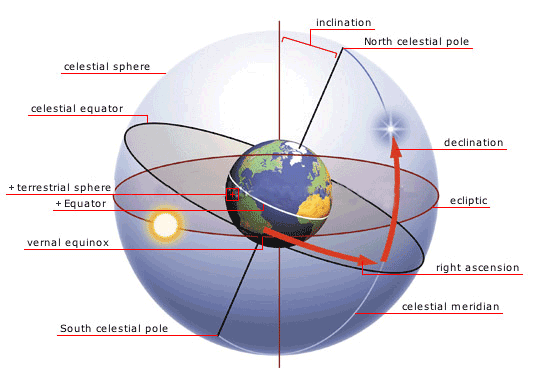 inclination
North celestial pole
celestial sphere
celestial equator
declination
+ terrestrial sphere
+ Equator
ecliptic
vernal equinox
right ascension
celestial meridian
South celestial pole